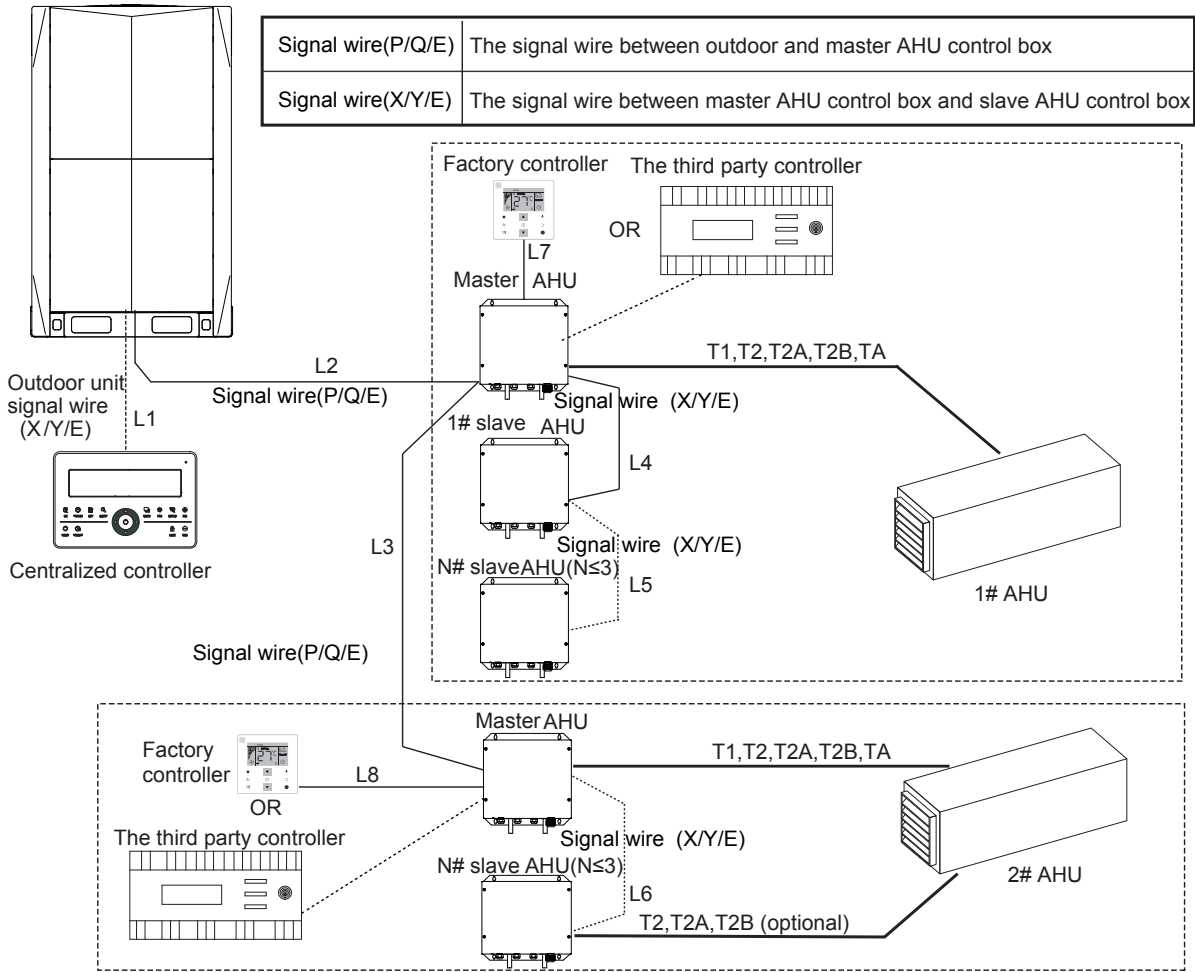 Signal wire(P/Q/E) The signal wire between outdoor and master AHU control box
Signal wire(X/Y/E) The signal wire between master AHU control box and slave AHU control box
Factory controller
The third party controller
OR
L7
Master AHU
L2
Signal wire(P/Q/E)
T1,T2,T2A,T2B,TA
Outdoor unit
signal wire
(X/Y/E)
L1
Signal wire (X/Y/E)
1# slave AHU
L4
L3
Centralized controller
Signal wire (X/Y/E)
N# slaveAHU(N≤3)
L5
1# AHU
Signal wire(P/Q/E)
Master AHU
Factory
controller
L8
OR
T1,T2,T2A,T2B,TA
The third party controller
Signal wire (X/Y/E)
N# slave AHU(N≤3)
L6
2# AHU
T2,T2A,T2B (optional)